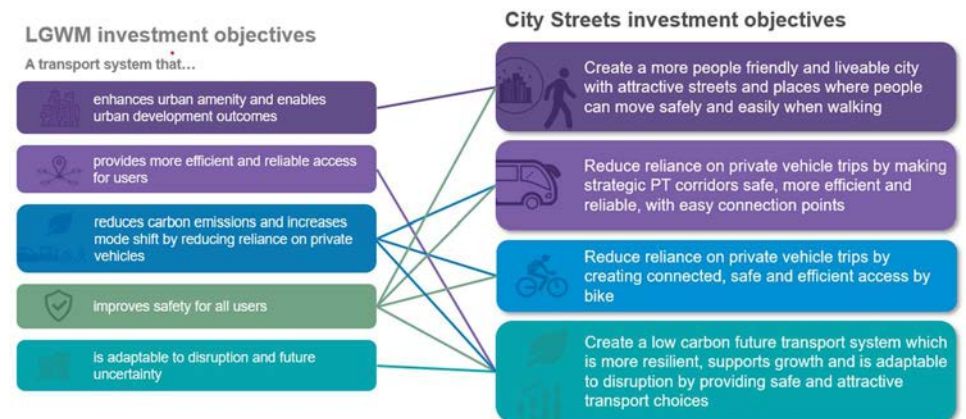 LGWM investment objectives
A transport system that...
enhances urban amenity and enables
urban development outcomes
provides more efficient and reliable access
for users
reduces carbon emissions and increases
mode shift by reducing reliance on private
vehicles
improves safety for all users
is adaptable to disruption and future
uncertainty
City Streets investment objectives
Create a more people friendly and liveable city
with attractive streets and places where people
can move safely and easily when walking
Reduce reliance on private vehicle trips by making
strategic PT corridors safe, more efficient and
reliable, with easy connection points
Reduce reliance on private vehicle trips by
creating connected, safe and efficient access by
bike
Create a low carbon future transport system which
is more resilient, supports growth and is adaptable
to disruption by providing safe and attractive
transport choices